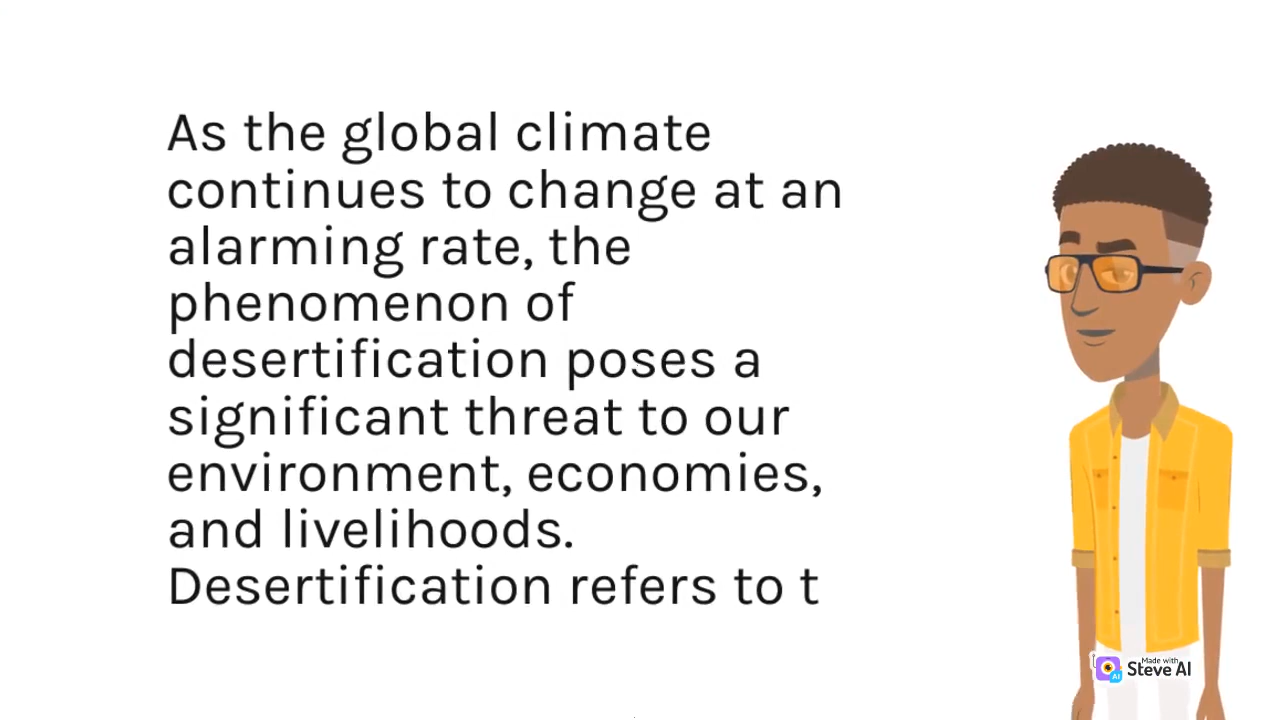 As the global climate
continues to change at an
alarming rate, the
phenomenon of
desertification poses a
significant threat to our
environment, economies,
and livelihoods.
Desertification refers to t
Made with
Steve AI
AI